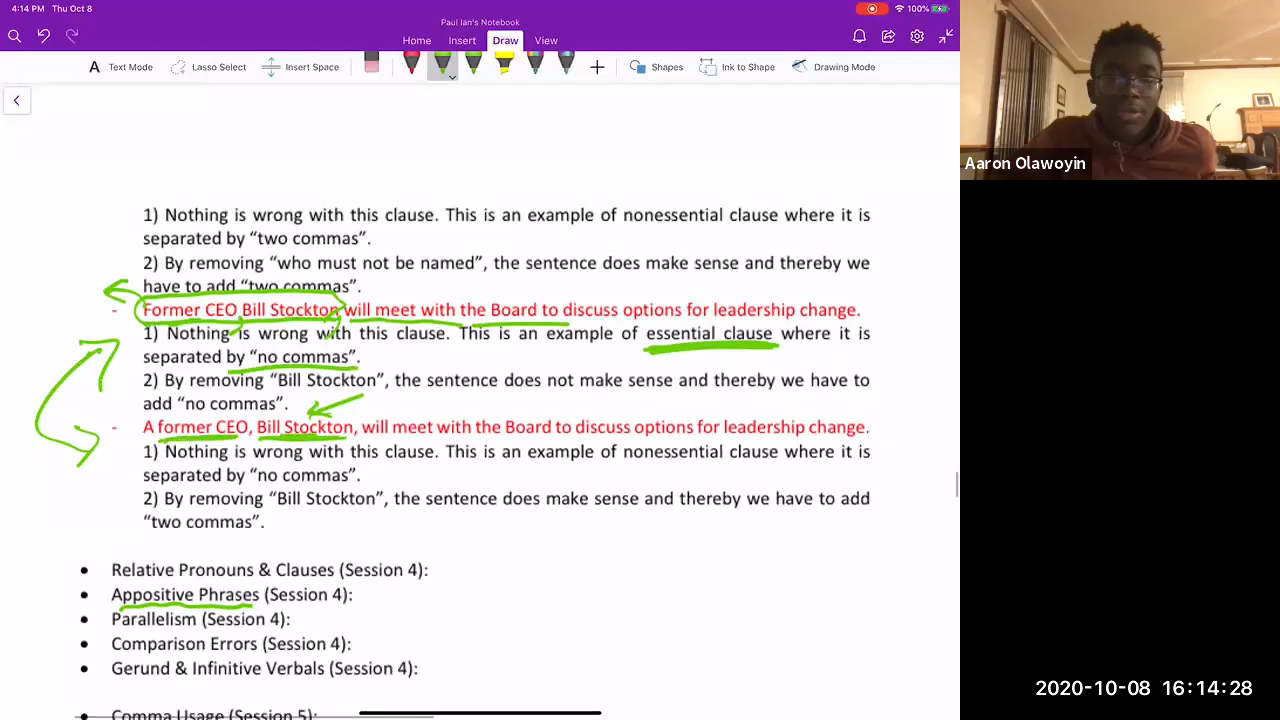 4:14 PM Thu Oct 8
100%
Paul Ian's Notebook
Home Insert Draw View
A Text Mode Lasso Select Insert Space Shapes Ink to Shape Drawing Mode
Aaron Olawoyin
1) Nothing is wrong with this clause. This is an example of nonessential clause where it is
separated by “two commas”.
2) By removing “who must not be named”, the sentence does make sense and thereby we
have to add “two commas”.
- Former CEO Bill Stockton will meet with the Board to discuss options for leadership change.
1) Nothing is wrong with this clause. This is an example of essential clause where it is
separated by “no commas”.
2) By removing “Bill Stockton”, the sentence does not make sense and thereby we have to
add “no commas”.
- A former CEO, Bill Stockton, will meet with the Board to discuss options for leadership change.
1) Nothing is wrong with this clause. This is an example of nonessential clause where it is
separated by “no commas”.
2) By removing “Bill Stockton”, the sentence does make sense and thereby we have to add
“two commas”.
• Relative Pronouns & Clauses (Session 4):
• Appositive Phrases (Session 4):
• Parallelism (Session 4):
• Comparison Errors (Session 4):
• Gerund & Infinitive Verbals (Session 4):
• Comma Usage (Session 5):
2020-10-08 16:14:28